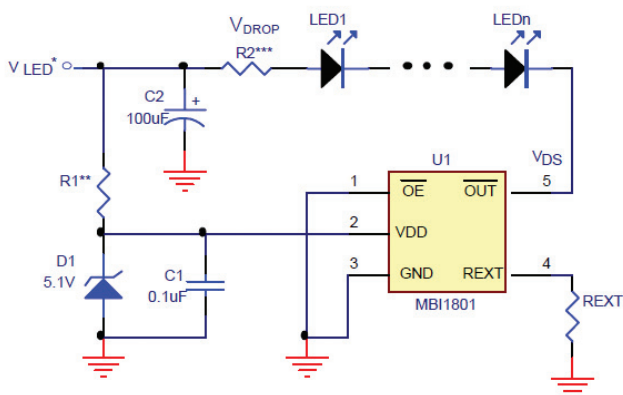 V LED*
VDROP
R2***
LED1
LEDn
C2
+
100uF
R1**
D1
5.1V
C1
0.1uF
U1
VDS
1
OE
OUT
5
2
VDD
3
GND
REXT
4
MBI1801
REXT